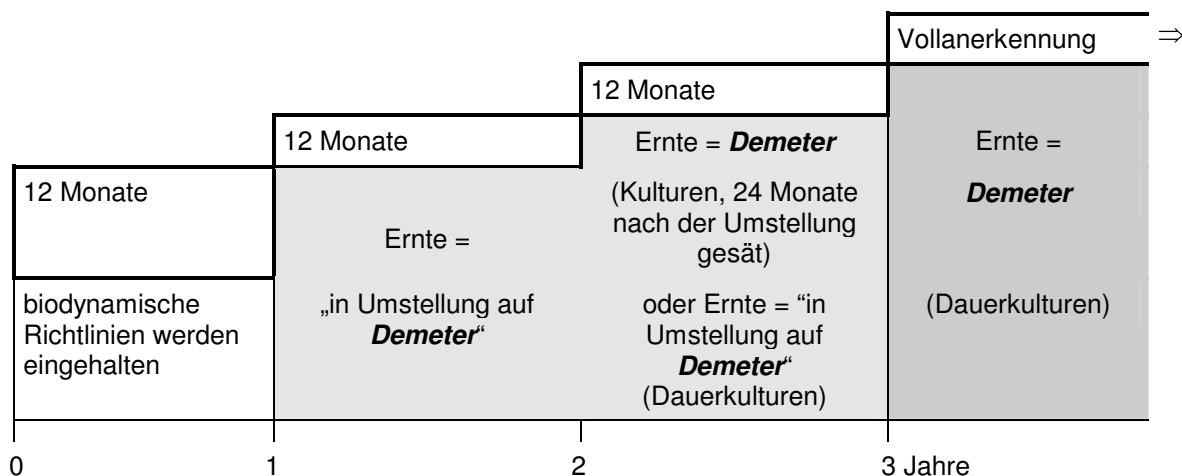 12 Monate
biodynamische
Richtlinien werden
eingehalten
12 Monate
Ernte =
„in Umstellung auf
Demeter“
12 Monate
Ernte = Demeter
(Kulturen, 24 Monate
nach der Umstellung
gesät)
oder Ernte = “in
Umstellung auf
Demeter“
(Dauerkulturen)
Vollanerkennung ⇒
Ernte =
Demeter
(Dauerkulturen)
0 1 2 3 Jahre